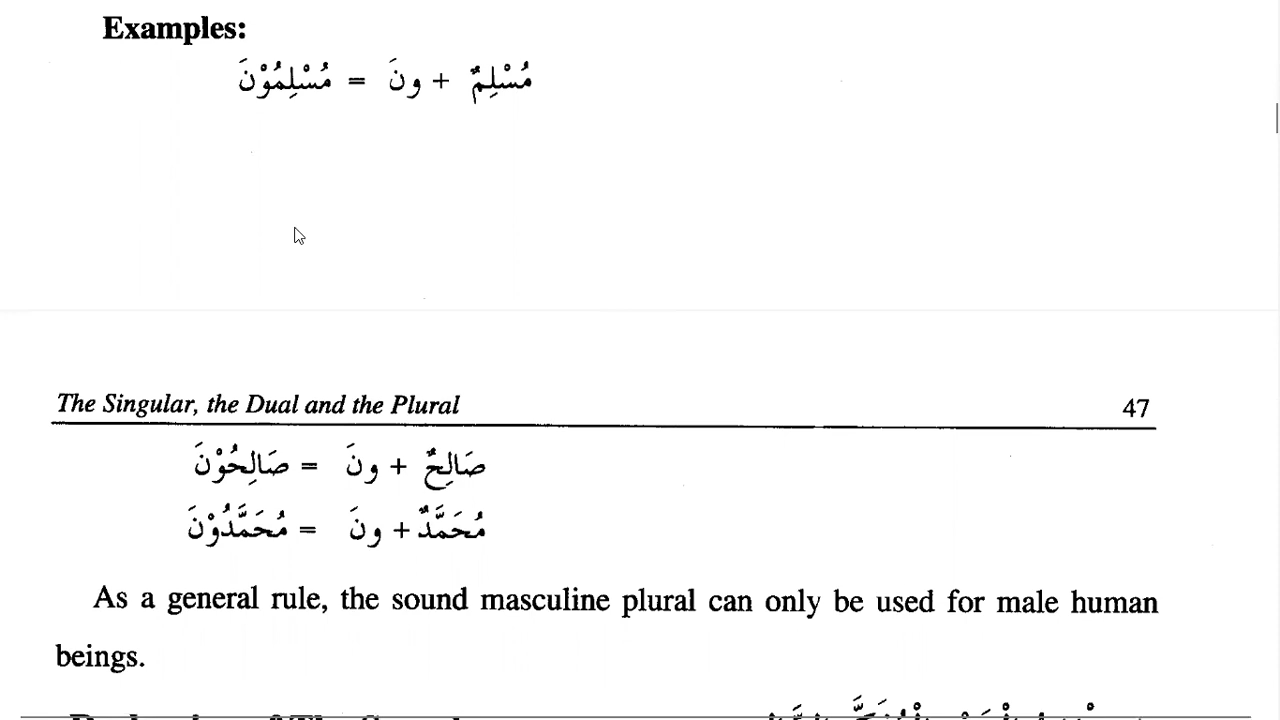 Examples:
مُسْلِمٌ + ونَ = مُسْلِمُوْنَ
The Singular, the Dual and the Plural 47
صَالِحٌ + ونَ = صَالِحُوْنَ
مُحَمَّدٌ + ونَ = مُحَمَّدُوْنَ
As a general rule, the sound masculine plural can only be used for male human
beings.